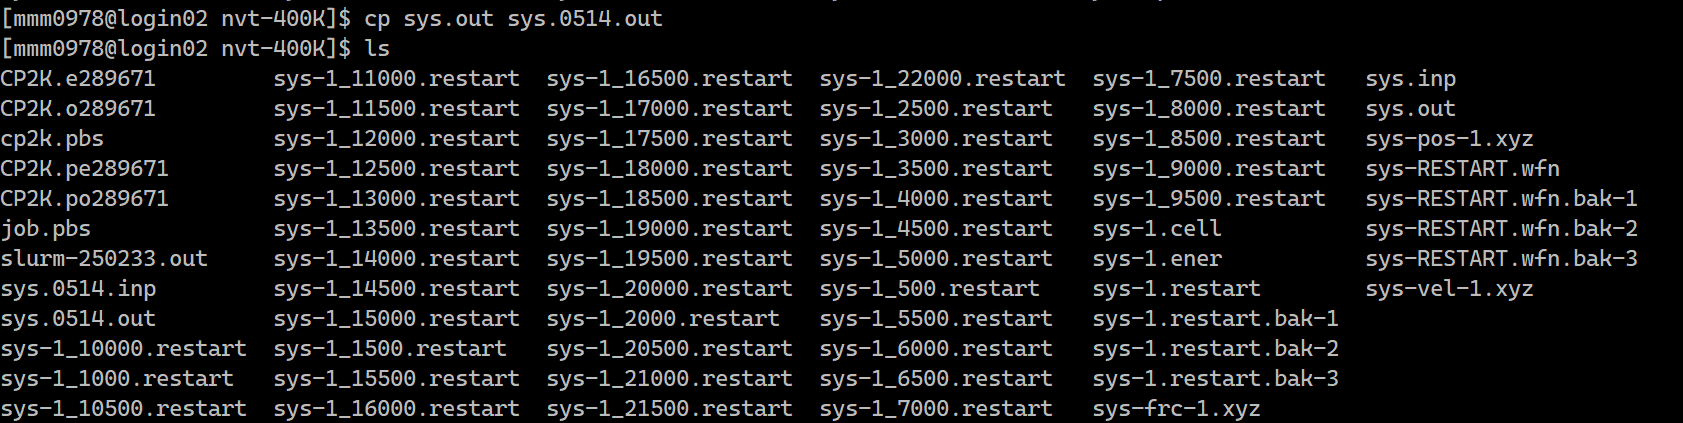 [mmm0978@login02 nvt-400K]$ cp sys.out sys.0514.out
[mmm0978@login02 nvt-400K]$ ls
CP2K.e289671 sys-1_11000.restart sys-1_16500.restart sys-1_22000.restart sys-1_7500.restart sys.inp
CP2K.o289671 sys-1_11500.restart sys-1_17000.restart sys-1_2500.restart sys-1_8000.restart sys.out
cp2k.pbs sys-1_12000.restart sys-1_17500.restart sys-1_3000.restart sys-1_8500.restart sys-pos-1.xyz
CP2K.pe289671 sys-1_12500.restart sys-1_18000.restart sys-1_3500.restart sys-1_9000.restart sys-RESTART.wfn
CP2K.po289671 sys-1_13000.restart sys-1_18500.restart sys-1_4000.restart sys-1_9500.restart sys-RESTART.wfn.bak-1
job.pbs sys-1_13500.restart sys-1_19000.restart sys-1_4500.restart sys-1.cell sys-RESTART.wfn.bak-2
slurm-250233.out sys-1_14000.restart sys-1_19500.restart sys-1_5000.restart sys-1.ener sys-RESTART.wfn.bak-3
sys.0514.inp sys-1_14500.restart sys-1_20000.restart sys-1_500.restart sys-1.restart sys-vel-1.xyz
sys.0514.out sys-1_15000.restart sys-1_2000.restart sys-1_5500.restart sys-1.restart.bak-1
sys-1_10000.restart sys-1_1500.restart sys-1_20500.restart sys-1_6000.restart sys-1.restart.bak-2
sys-1_1000.restart sys-1_15500.restart sys-1_21000.restart sys-1_6500.restart sys-1.restart.bak-3
sys-1_10500.restart sys-1_16000.restart sys-1_21500.restart sys-1_7000.restart sys-frc-1.xyz